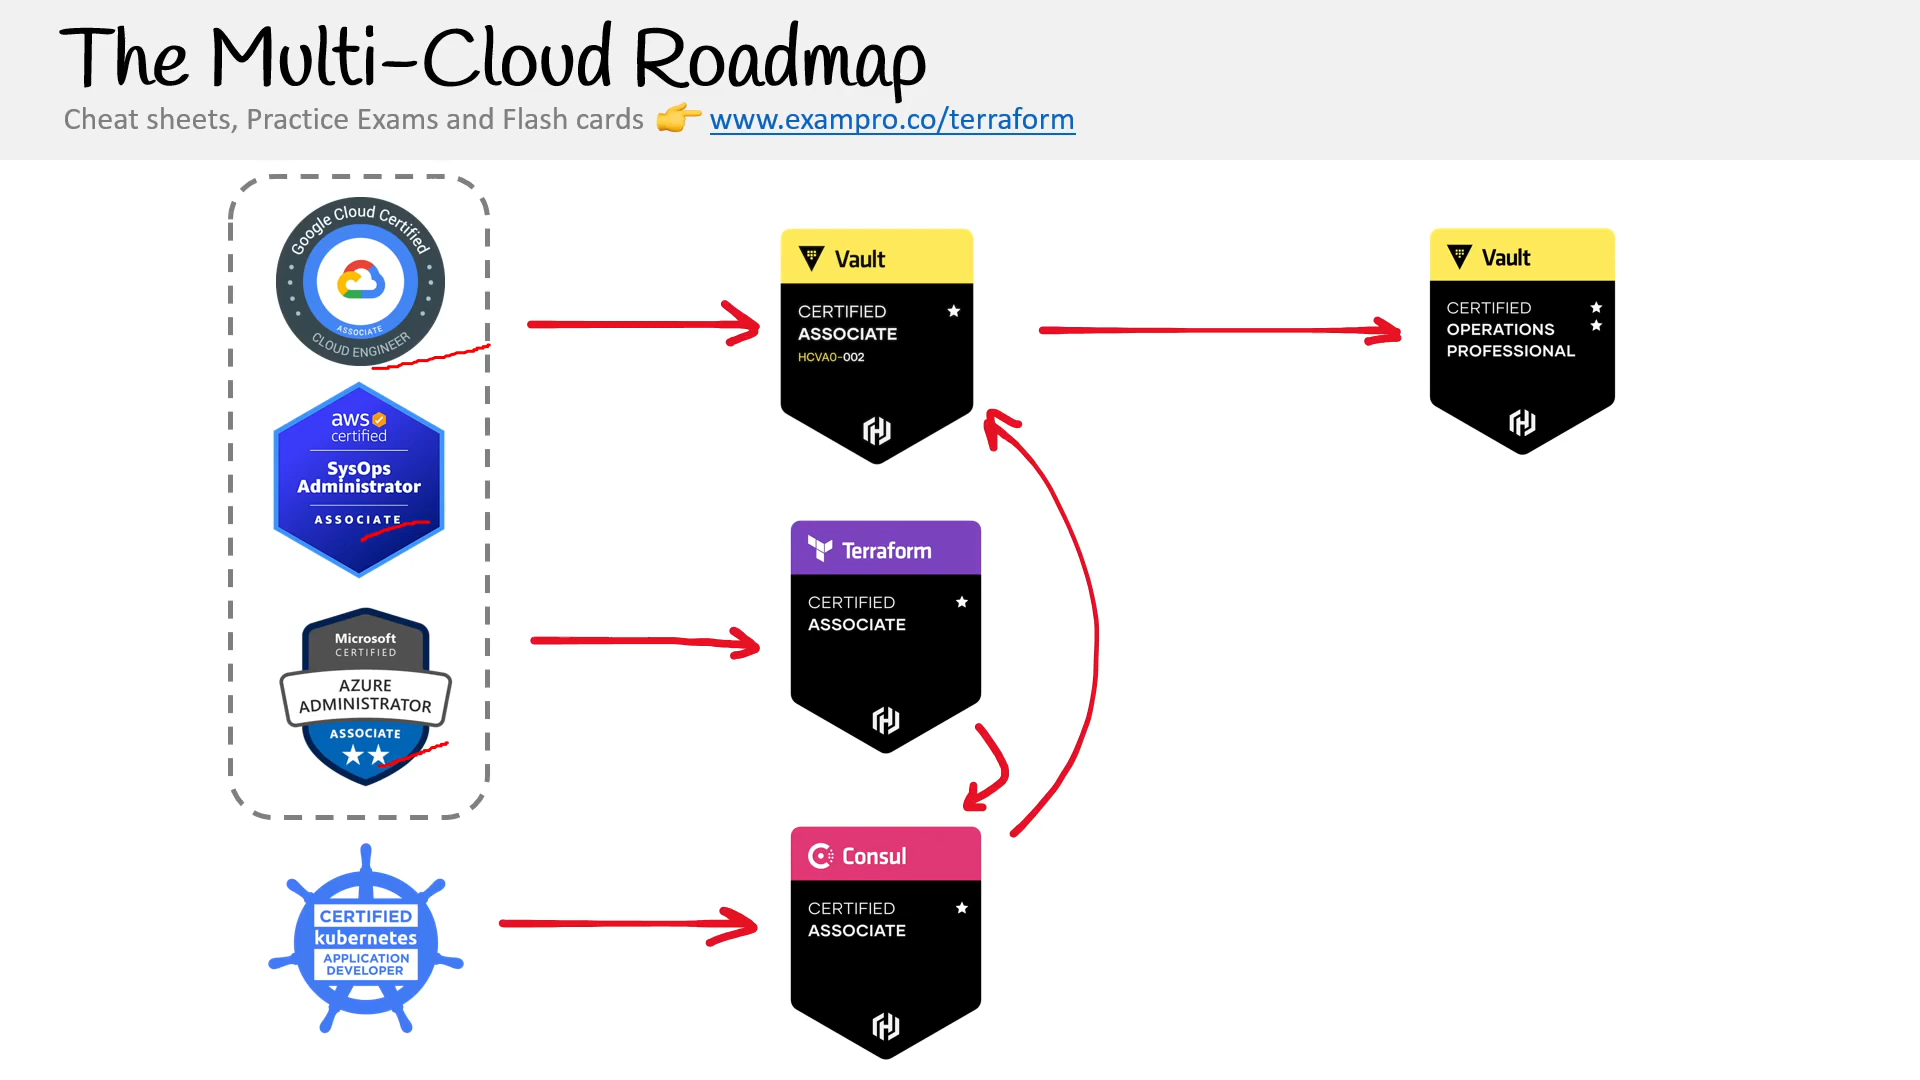 The Multi-Cloud Roadmap
Cheat sheets, Practice Exams and Flash cards 👉 www.exampro.co/terraform
Google Cloud Certified
ASSOCIATE
CLOUD ENGINEER
aws
certified
SysOps
Administrator
ASSOCIATE
Microsoft
CERTIFIED
AZURE
ADMINISTRATOR
ASSOCIATE
CERTIFIED
kubernetes
APPLICATION
DEVELOPER
Vault
CERTIFIED
ASSOCIATE
HCVA0-002
Terraform
CERTIFIED
ASSOCIATE
Consul
CERTIFIED
ASSOCIATE
Vault
CERTIFIED
OPERATIONS
PROFESSIONAL